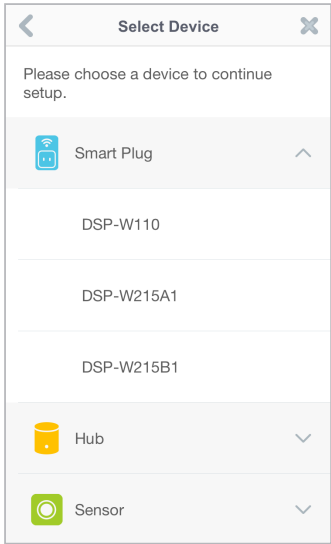 Select Device
Please choose a device to continue
setup.
Smart Plug
DSP-W110
DSP-W215A1
DSP-W215B1
Hub
Sensor